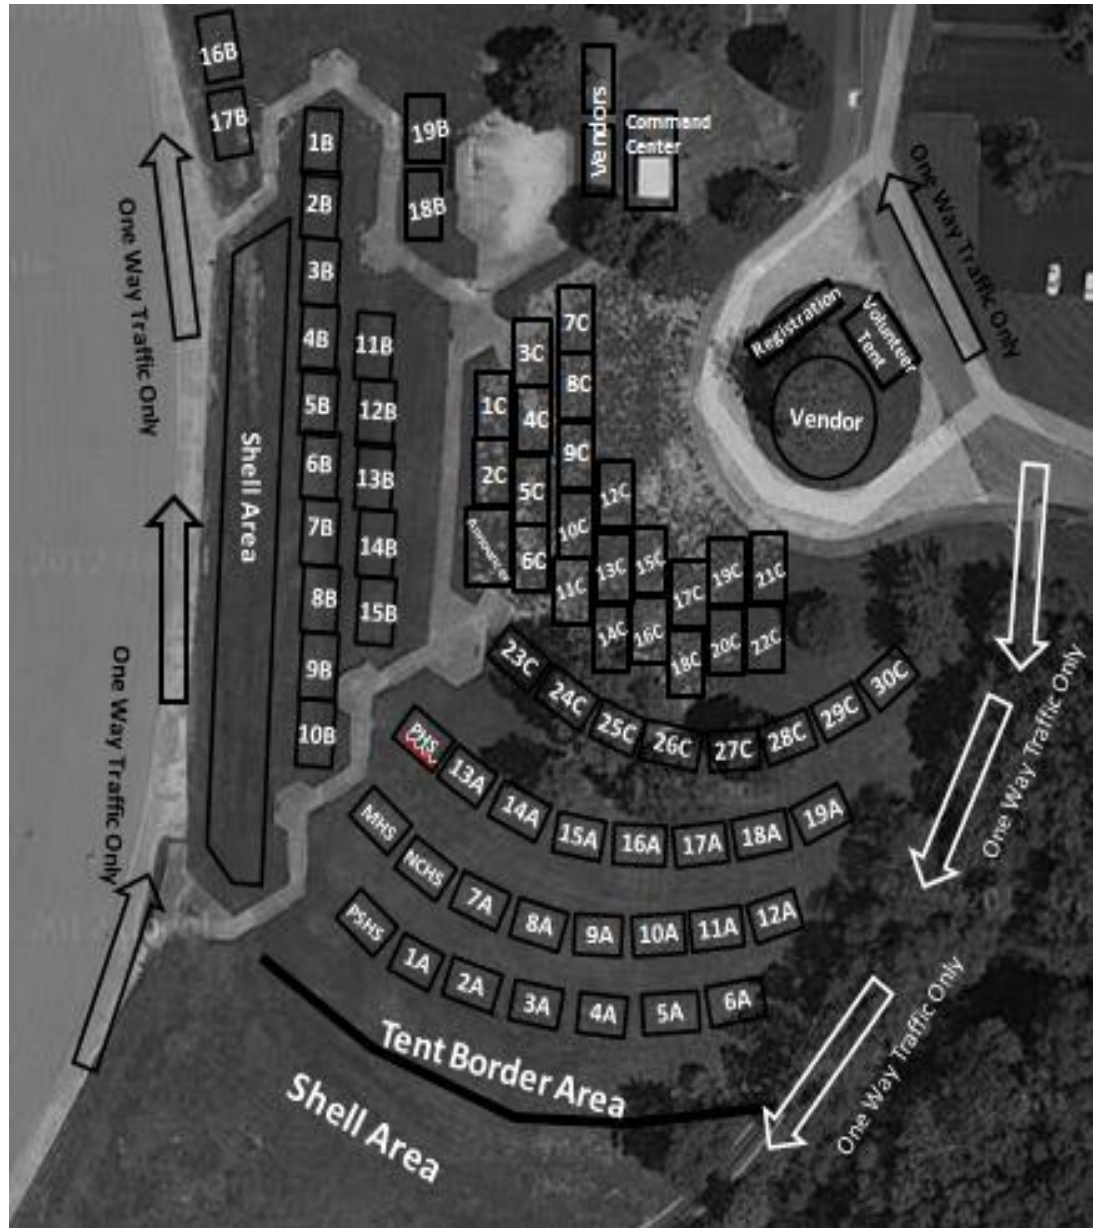 16B
17B
1B
2B
3B
4B
5B
6B
7B
8B
9B
10B
11B
12B
13B
14B
15B
19B
18B
Vendors
Command
Center
Registration
Volunteer
Tent
Vendor
One Way Traffic Only
One Way Traffic Only
One Way Traffic Only
Shell Area
1C
2C
3C
4C
5C
6C
7C
8C
9C
10C
11C
12C
13C
14C
15C
16C
17C
18C
19C
20C
21C
22C
23C
24C
25C
26C
27C
28C
29C
30C
PHS
13A
14A
15A
16A
17A
18A
19A
MHS
NCHS
7A
8A
9A
10A
11A
12A
PSHS
1A
2A
3A
4A
5A
6A
One Way Traffic Only
One Way Traffic Only
Tent Border Area
Shell Area